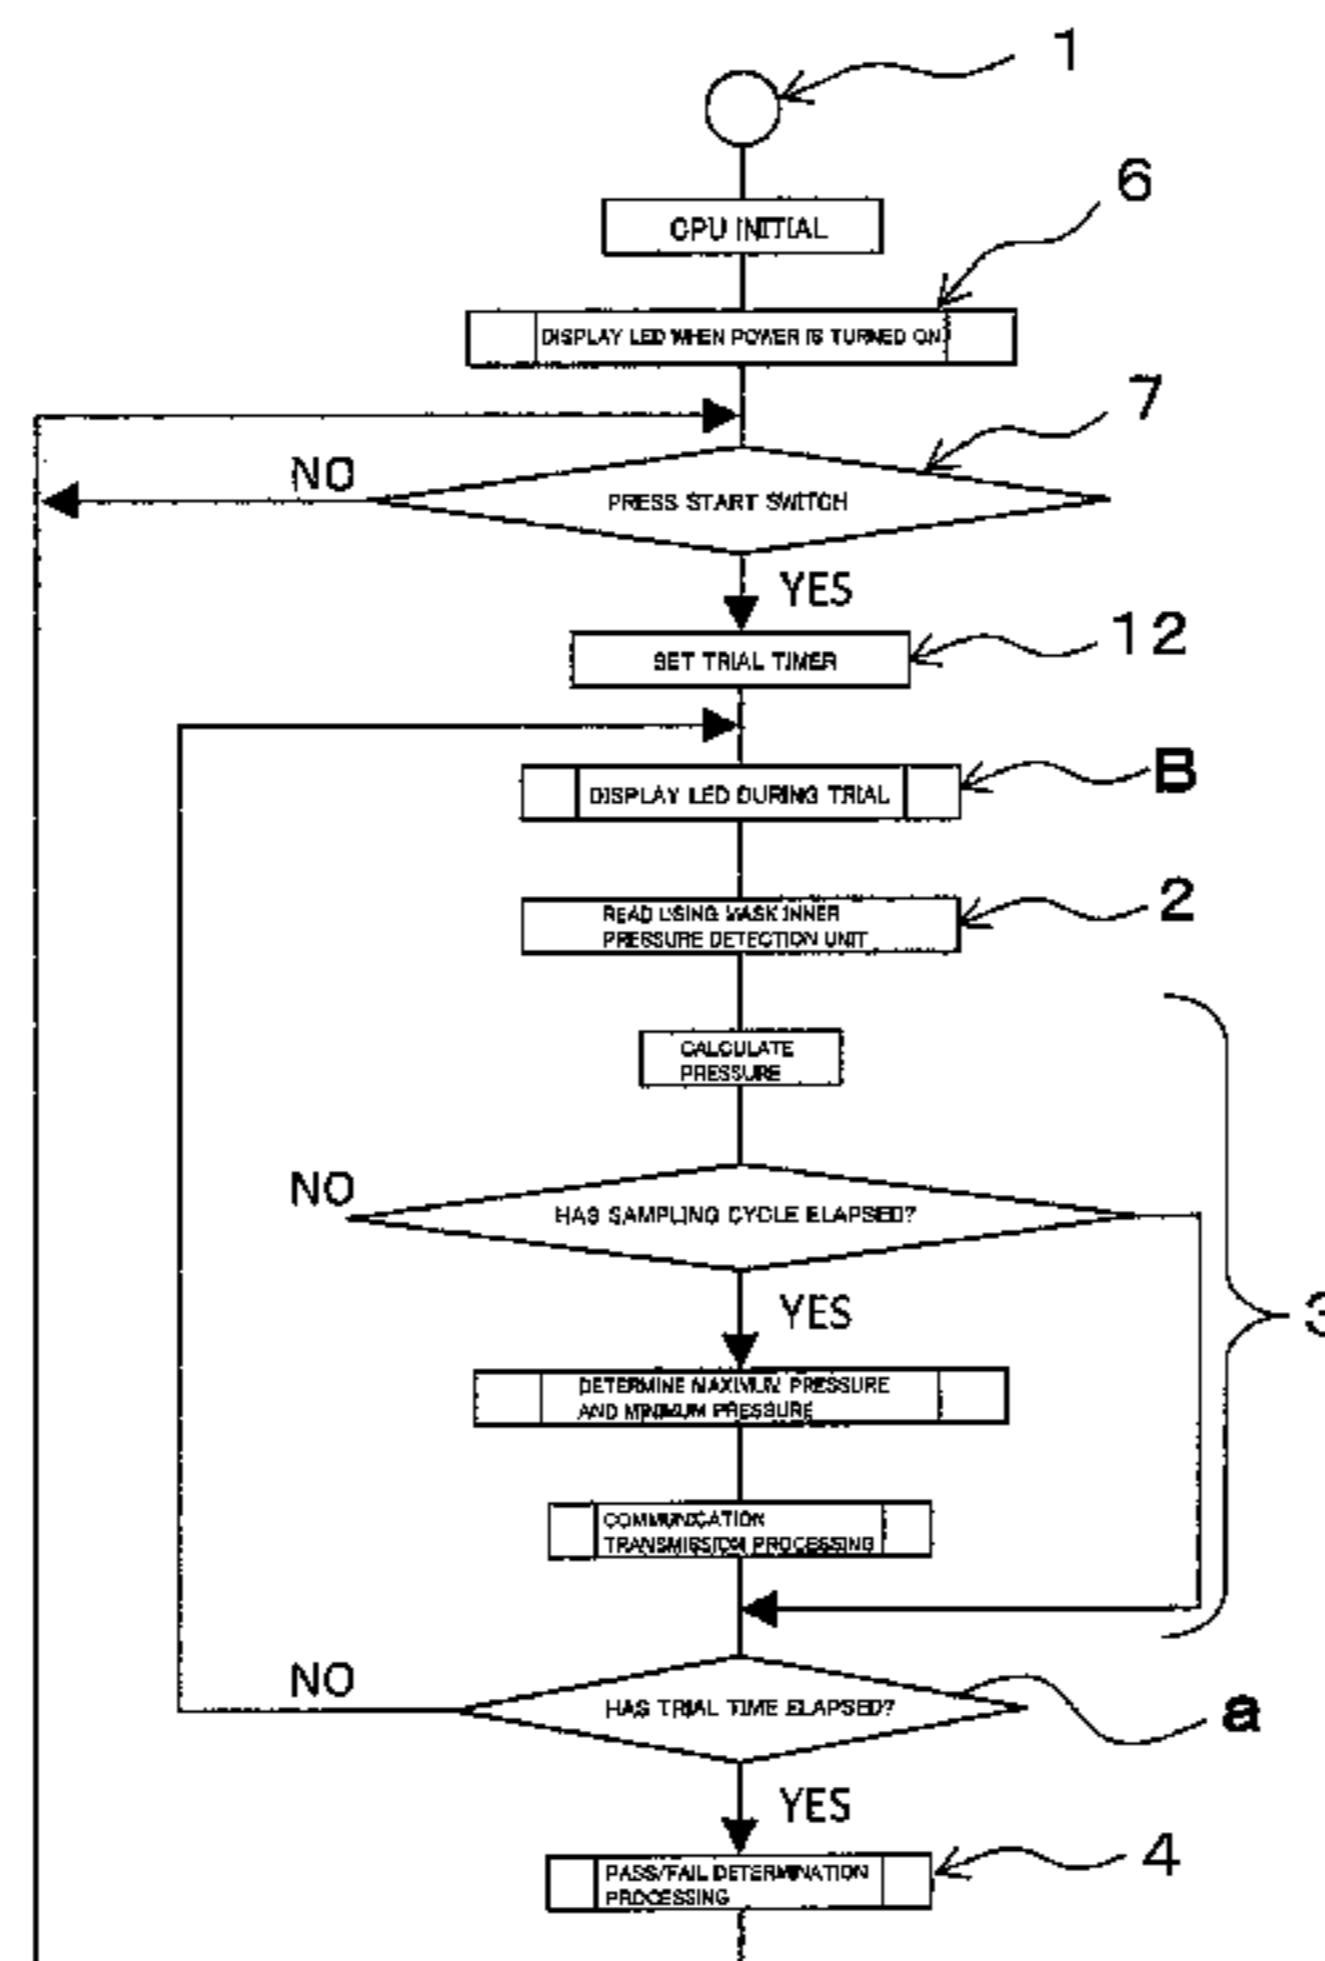 1
CPU INITIAL
6
DISPLAY LED WHEN POWER IS TURNED ON
7
NO
PRESS START SWITCH
YES
12
SET TRIAL TIMER
B
DISPLAY LED DURING TRIAL
2
READ USING MASK INNER
PRESSURE DETECTION UNIT
CALCULATE
PRESSURE
NO
HAS SAMPLING CYCLE ELAPSED?
3
YES
DETERMINE MAXIMUM PRESSURE
AND MINIMUM PRESSURE
COMMUNICATION
TRANSMISSION PROCESSING
NO
HAS TRIAL TIME ELAPSED?
a
YES
4
PASS/FAIL DETERMINATION
PROCESSING